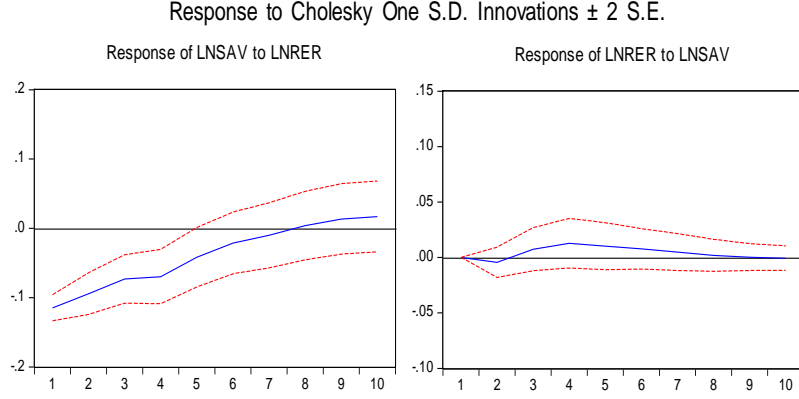 Response to Cholesky One S.D. Innovations ± 2 S.E.
Response of LNSAV to LNRER
.2
.1
.0
-.1
-.2
1 2 3 4 5 6 7 8 9 10
Response of LNRER to LNSAV
.15
.10
.05
.00
-.05
-.10
1 2 3 4 5 6 7 8 9 10